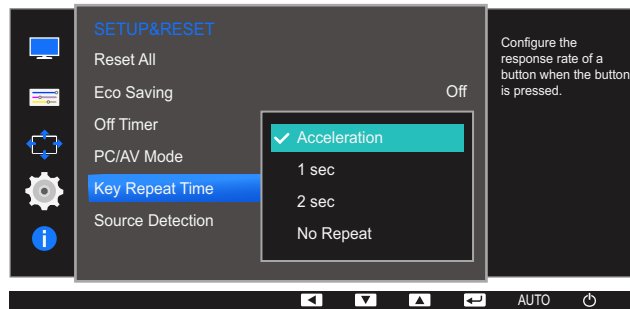 SETUP&RESET
Reset All
Eco Saving Off
Off Timer
PC/AV Mode
Key Repeat Time
Source Detection
Acceleration
1 sec
2 sec
No Repeat
Configure the
response rate of a
button when the button
is pressed.
AUTO